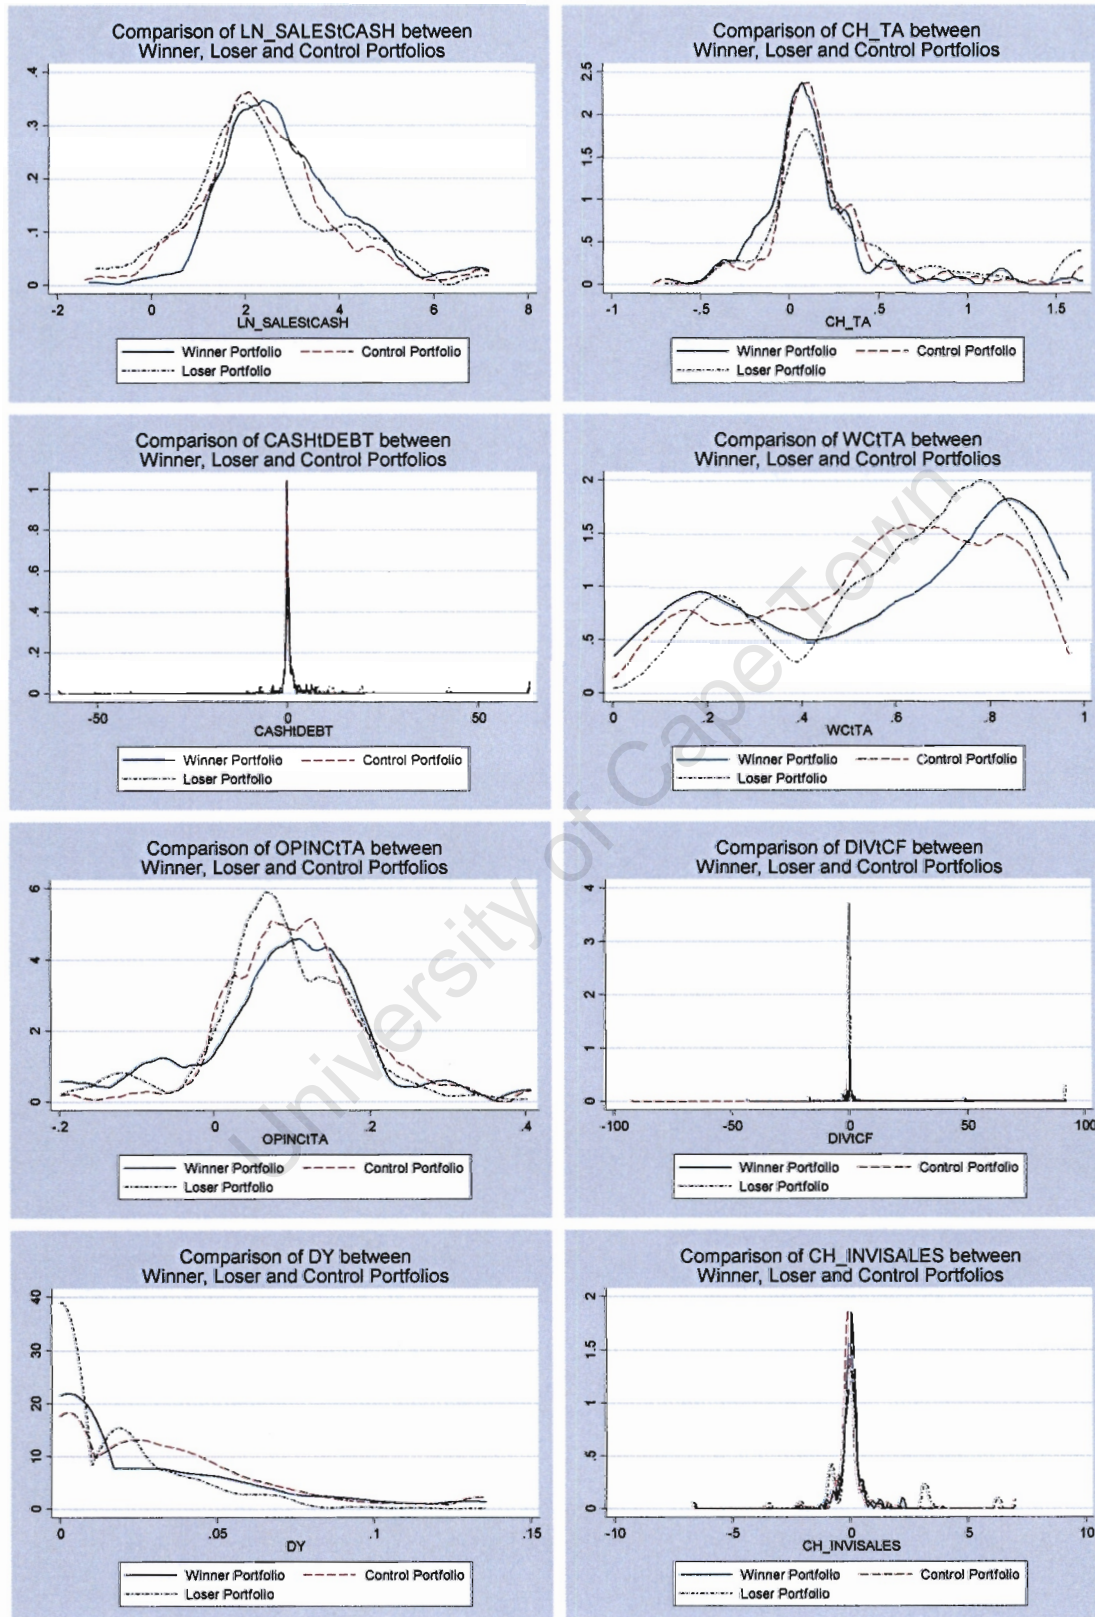 Comparison of LN_SALEStCASH between
Winner, Loser and Control Portfolios
.4
.3
.2
.1
0
-2 0 2 4 6 8
LN_SALEStCASH
Winner Portfolio Control Portfolio
Loser Portfolio
Comparison of CH_TA between
Winner, Loser and Control Portfolios
2.5
2
1.5
1
.5
0
-1 -.5 0 .5 1 1.5
CH_TA
Winner Portfolio Control Portfolio
Loser Portfolio
Comparison of CASHtDEBT between
Winner, Loser and Control Portfolios
1
.8
.6
.4
.2
0
-50 0 50
CASHtDEBT
Winner Portfolio Control Portfolio
Loser Portfolio
Comparison of WCtTA between
Winner, Loser and Control Portfolios
2
1.5
1
.5
0
0 .2 .4 .6 .8 1
WCtTA
Winner Portfolio Control Portfolio
Loser Portfolio
Comparison of OPINCtTA between
Winner, Loser and Control Portfolios
6
4
2
0
-.2 0 .2 .4
OPINCtTA
Winner Portfolio Control Portfolio
Loser Portfolio
Comparison of DIVtCF between
Winner, Loser and Control Portfolios
4
3
2
1
0
-100 -50 0 50 100
DIVtCF
Winner Portfolio Control Portfolio
Loser Portfolio
Comparison of DY between
Winner, Loser and Control Portfolios
40
30
20
10
0
0 .05 .1 .15
DY
Winner Portfolio Control Portfolio
Loser Portfolio
Comparison of CH_INVISALES between
Winner, Loser and Control Portfolios
2
1.5
1
.5
0
-10 -5 0 5 10
CH_INVISALES
Winner Portfolio Control Portfolio
Loser Portfolio
University of Cape Town